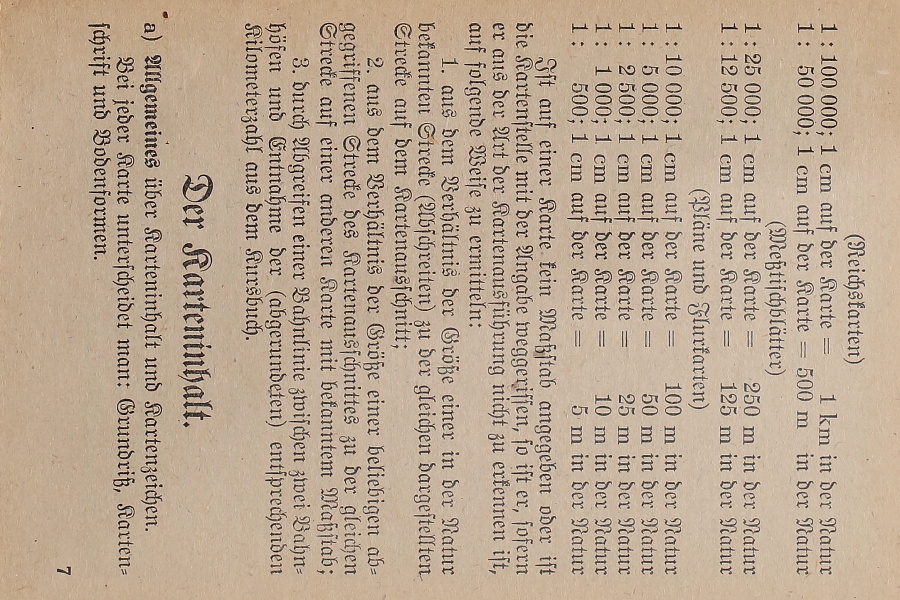 (Reichskarten)
1 : 100 000; 1 cm auf der Karte = 1 km in der Natur
1 : 50 000; 1 cm auf der Karte = 500 m in der Natur
(Meßtischblätter)
1 : 25 000; 1 cm auf der Karte = 250 m in der Natur
1 : 12 500; 1 cm auf der Karte = 125 m in der Natur
(Pläne und Flurkarten)
1 : 10 000; 1 cm auf der Karte = 100 m in der Natur
1 : 5 000; 1 cm auf der Karte = 50 m in der Natur
1 : 2 500; 1 cm auf der Karte = 25 m in der Natur
1 : 1 000; 1 cm auf der Karte = 10 m in der Natur
1 : 500; 1 cm auf der Karte = 5 m in der Natur
Ist auf einer Karte kein Maßstab angegeben oder ist
die Kartenstelle mit der Angabe weggerissen, so ist er, sofern
er aus der Art der Kartenausführung nicht zu erkennen ist,
auf folgende Weise zu ermitteln:
1. aus dem Verhältnis der Größe einer in der Natur
bekannten Strecke (Abschreiten) zu der gleichen dargestellten
Strecke auf dem Kartenausschnitt;
2. aus dem Verhältnis der Größe einer beliebigen ab-
gegriffenen Strecke des Kartenausschnittes zu der gleichen
Strecke auf einer anderen Karte mit bekanntem Maßstab;
3. durch Abgreifen einer Bahnlinie zwischen zwei Bahn-
höfen und Entnahme der (abgerundeten) entsprechenden
Kilometerzahl aus dem Kursbuch.
Der Karteninhalt.
a) Allgemeines über Karteninhalt und Kartenzeichen.
Bei jeder Karte unterscheidet man: Grundriß, Karten-
schrift und Bodenformen.
7